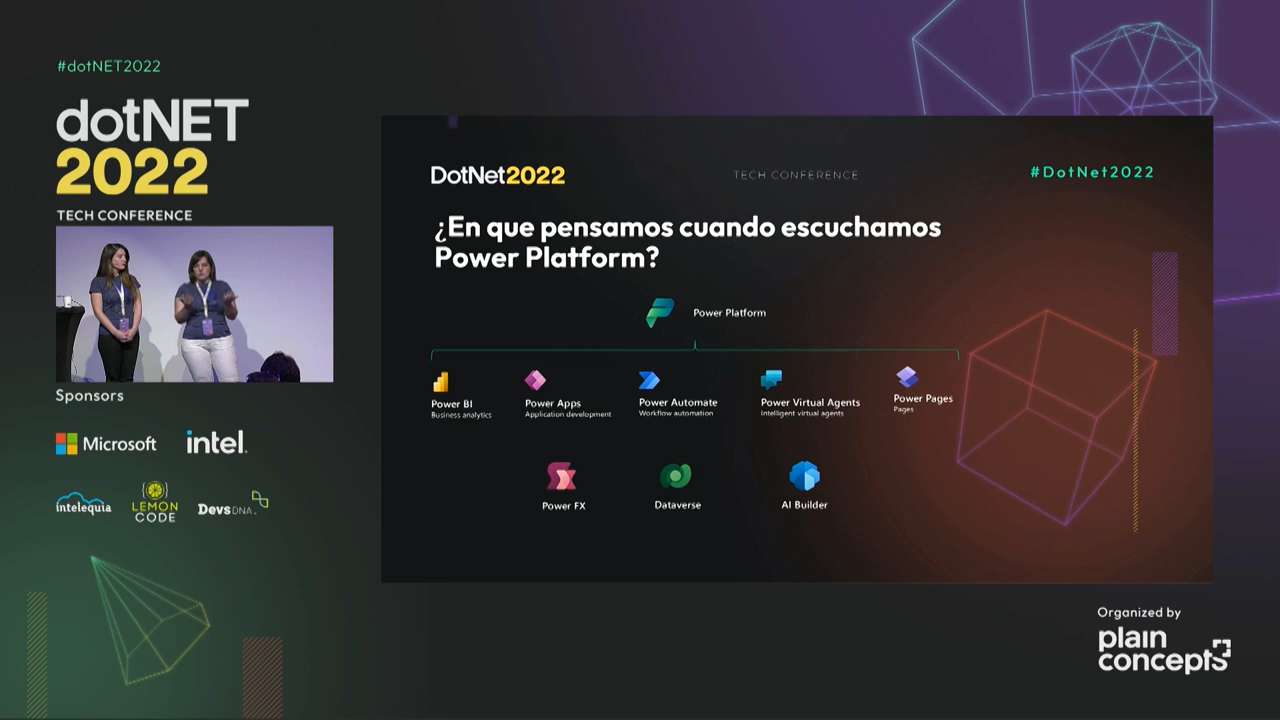 #dotNET2022
dotNET
2022
TECH CONFERENCE
Sponsors
Microsoft
intel.
intelequia
LEMON
CODE
DevsDNA.
DotNet2022
TECH CONFERENCE
#DotNet2022
¿En que pensamos cuando escuchamos
Power Platform?
Power Platform
Power BI
Business analytics
Power Apps
Application development
Power Automate
Workflow automation
Power Virtual Agents
Intelligent virtual agents
Power Pages
Pages
Power FX
Dataverse
AI Builder
Organized by
plain
concepts